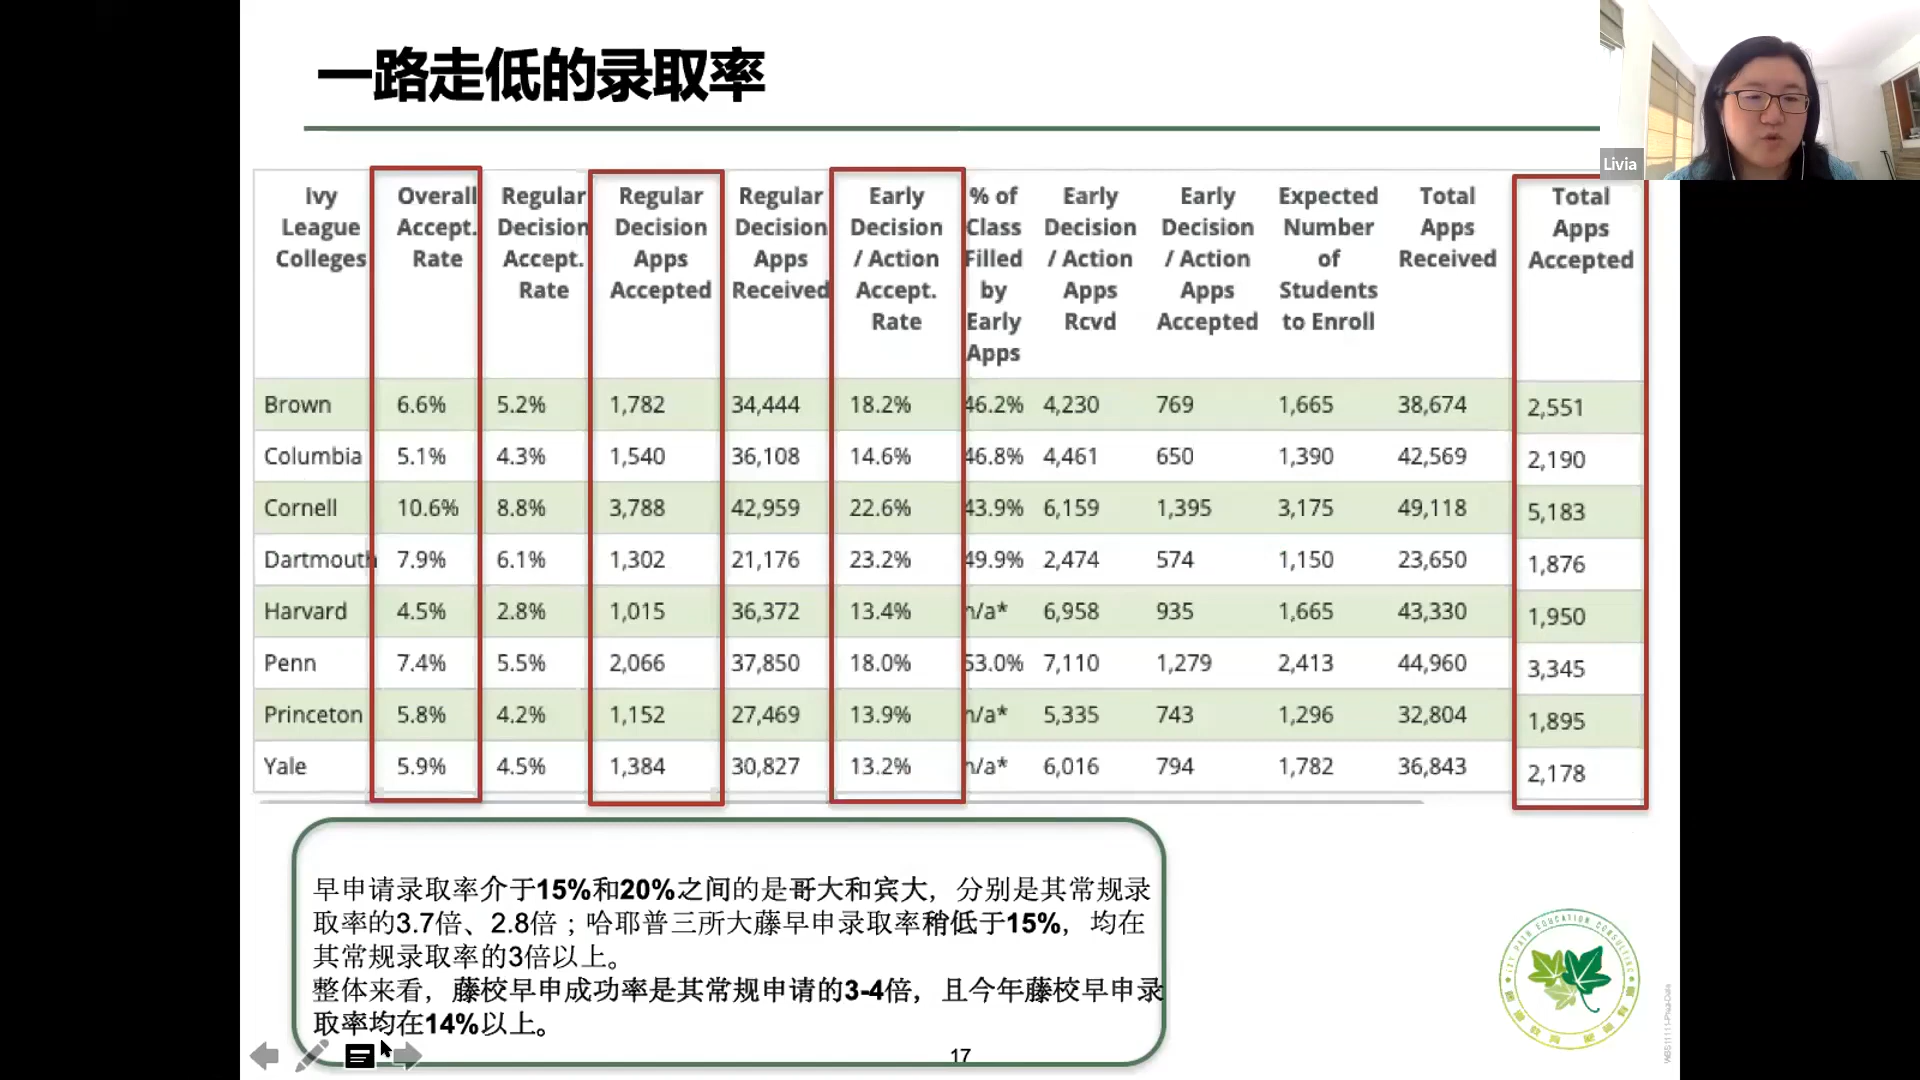 一路走低的录取率
Livia
Ivy League Colleges | Overall Accept. Rate | Regular Decision Accept. Rate | Regular Decision Apps Accepted | Regular Decision Apps Received | Early Decision / Action Accept. Rate | % of Class Filled by Early Apps | Early Decision / Action Apps Rcvd | Early Decision / Action Apps Accepted | Expected Number of Students to Enroll | Total Apps Received | Total Apps Accepted
Brown 6.6% 5.2% 1,782 34,444 18.2% 46.2% 4,230 769 1,665 38,674 2,551
Columbia 5.1% 4.3% 1,540 36,108 14.6% 46.8% 4,461 650 1,390 42,569 2,190
Cornell 10.6% 8.8% 3,788 42,959 22.6% 43.9% 6,159 1,395 3,175 49,118 5,183
Dartmouth 7.9% 6.1% 1,302 21,176 23.2% 49.9% 2,474 574 1,150 23,650 1,876
Harvard 4.5% 2.8% 1,015 36,372 13.4% n/a* 6,958 935 1,665 43,330 1,950
Penn 7.4% 5.5% 2,066 37,850 18.0% 53.0% 7,110 1,279 2,413 44,960 3,345
Princeton 5.8% 4.2% 1,152 27,469 13.9% n/a* 5,335 743 1,296 32,804 1,895
Yale 5.9% 4.5% 1,384 30,827 13.2% n/a* 6,016 794 1,782 36,843 2,178
早申请录取率介于15%和20%之间的是哥大和宾大，分别是其常规录
取率的3.7倍、2.8倍；哈耶普三所大藤早申录取率稍低于15%，均在
其常规录取率的3倍以上。
整体来看，藤校早申成功率是其常规申请的3-4倍，且今年藤校早申录
取率均在14%以上。
17
IVY PATH EDUCATION CONSULTING